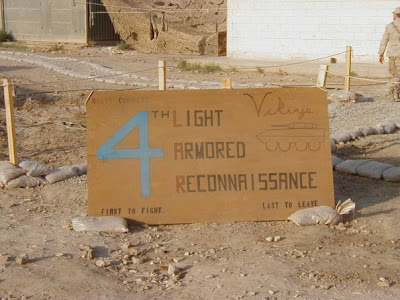 4TH LIGHT
ARMORED
RECONNAISSANCE
Vikings
FIRST TO FIGHT. LAST TO LEAVE